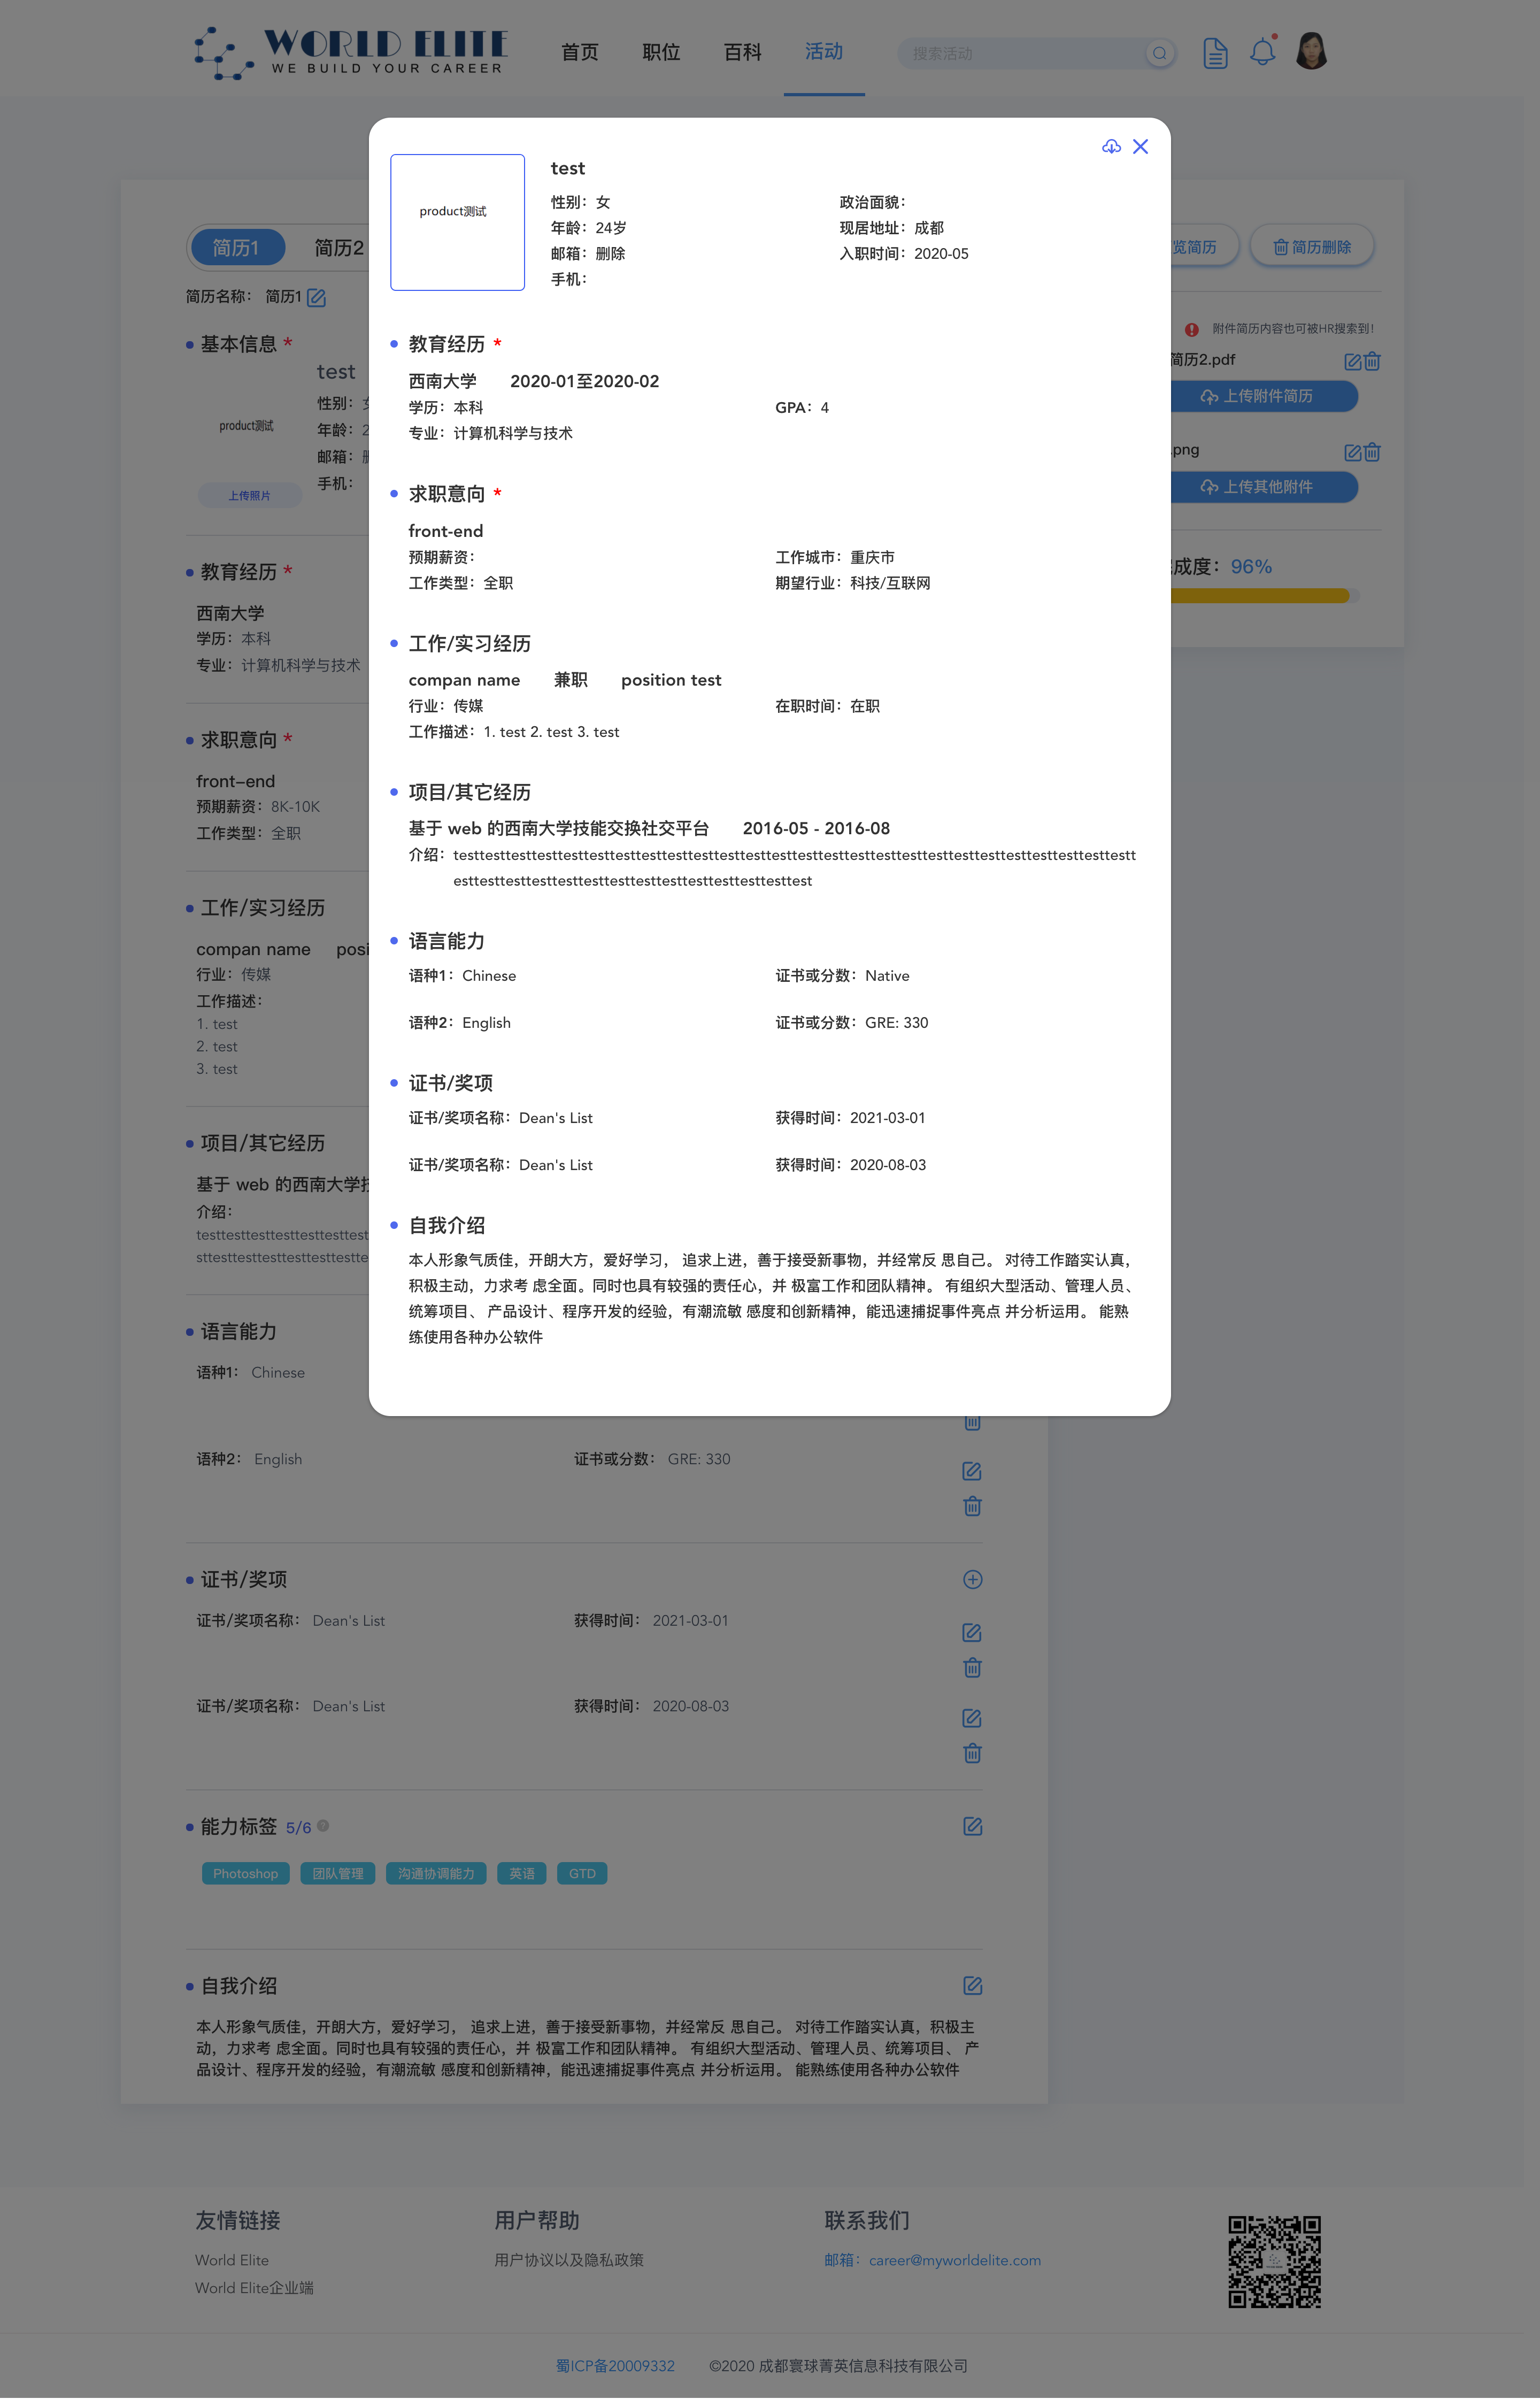 WORLD ELITE
WE BUILD YOUR CAREER
首页 职位 百科 活动
搜索活动
test
product测试
性别：女 政治面貌：
年龄：24岁 现居地址：成都
邮箱：删除 入职时间：2020-05
手机：
教育经历 *
西南大学 2020-01至2020-02
学历：本科 GPA：4
专业：计算机科学与技术
求职意向 *
front-end
预期薪资： 工作城市：重庆市
工作类型：全职 期望行业：科技/互联网
工作/实习经历
compan name 兼职 position test
行业：传媒 在职时间：在职
工作描述：1. test 2. test 3. test
项目/其它经历
基于 web 的西南大学技能交换社交平台 2016-05 - 2016-08
介绍：testtesttesttesttesttesttesttesttesttesttesttesttesttesttesttesttesttesttesttesttesttesttesttesttesttestt
esttesttesttesttesttesttesttesttesttesttesttesttesttest
语言能力
语种1：Chinese 证书或分数：Native
语种2：English 证书或分数：GRE: 330
证书/奖项
证书/奖项名称：Dean's List 获得时间：2021-03-01
证书/奖项名称：Dean's List 获得时间：2020-08-03
自我介绍
本人形象气质佳，开朗大方，爱好学习， 追求上进，善于接受新事物，并经常反 思自己。 对待工作踏实认真，
积极主动，力求考 虑全面。同时也具有较强的责任心，并 极富工作和团队精神。 有组织大型活动、管理人员、
统筹项目、 产品设计、程序开发的经验，有潮流敏 感度和创新精神，能迅速捕捉事件亮点 并分析运用。 能熟
练使用各种办公软件
简历1 简历2
简历名称： 简历1
基本信息 *
test
性别：
product测试
年龄：2
邮箱：
手机：
上传照片
教育经历 *
西南大学
学历：本科
专业：计算机科学与技术
求职意向 *
front-end
预期薪资：8K-10K
工作类型：全职
工作/实习经历
compan name posi
行业：传媒
工作描述：
1. test
2. test
3. test
项目/其它经历
基于 web 的西南大学
介绍：
testtesttesttesttesttesttest
sttesttesttesttesttesttestte
语言能力
语种1： Chinese
语种2： English 证书或分数： GRE: 330
证书/奖项
证书/奖项名称： Dean's List 获得时间： 2021-03-01
证书/奖项名称： Dean's List 获得时间： 2020-08-03
能力标签 5/6 ?
Photoshop 团队管理 沟通协调能力 英语 GTD
自我介绍
本人形象气质佳，开朗大方，爱好学习， 追求上进，善于接受新事物，并经常反 思自己。 对待工作踏实认真，积极主
动，力求考 虑全面。同时也具有较强的责任心，并 极富工作和团队精神。 有组织大型活动、管理人员、统筹项目、 产
品设计、程序开发的经验，有潮流敏 感度和创新精神，能迅速捕捉事件亮点 并分析运用。 能熟练使用各种办公软件
览简历 简历删除
附件简历内容也可被HR搜索到！
简历2.pdf
上传附件简历
.png
上传其他附件
成度：96%
友情链接 用户帮助 联系我们
World Elite 用户协议以及隐私政策 邮箱：career@myworldelite.com
World Elite企业端
蜀ICP备20009332 ©2020 成都寰球菁英信息科技有限公司